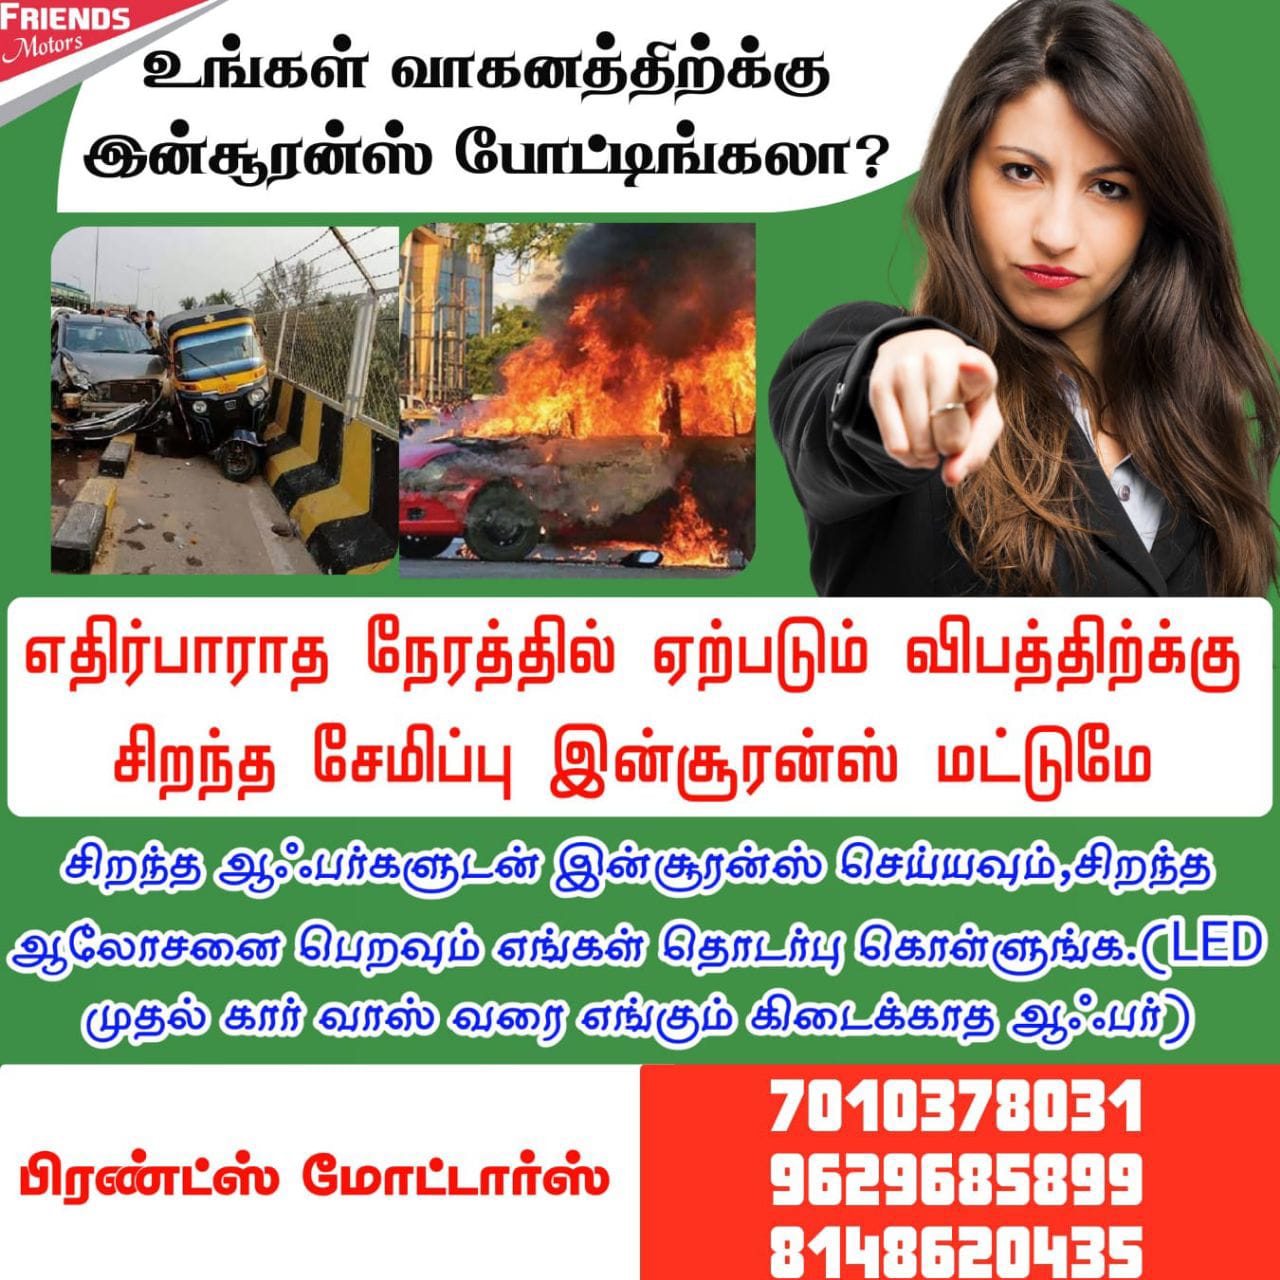 FRIENDS
Motors
உங்கள் வாகனத்திற்க்கு
இன்சூரன்ஸ் போட்டிங்கலா?
எதிர்பாராத நேரத்தில் ஏற்படும் விபத்திற்க்கு
சிறந்த சேமிப்பு இன்சூரன்ஸ் மட்டுமே
சிறந்த ஆஃபர்களுடன் இன்சூரன்ஸ் செய்யவும்,சிறந்த
ஆலோசனை பெறவும் எங்கள் தொடர்பு கொள்ளுங்க.(LED
முதல் கார் வாஸ் வரை எங்கும் கிடைக்காத ஆஃபர்)
பிரண்ட்ஸ் மோட்டார்ஸ்
7010378031
9629685899
8148620435